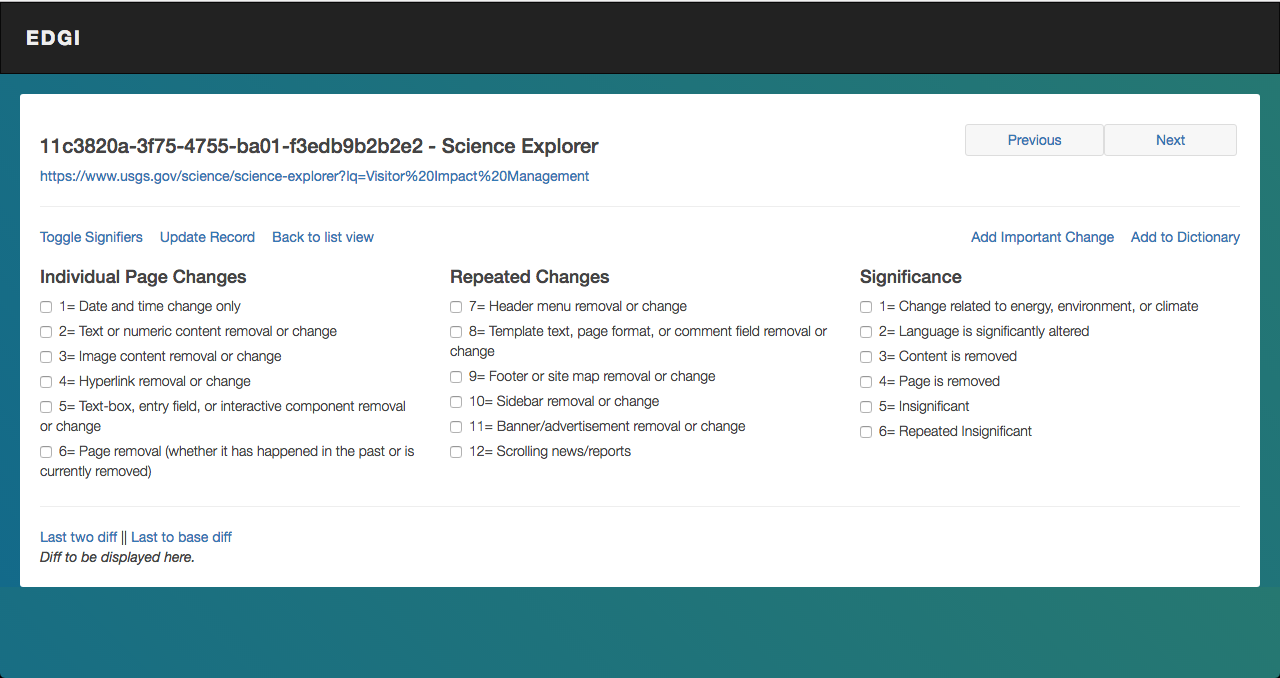 EDGI
11c3820a-3f75-4755-ba01-f3edb9b2b2e2 - Science Explorer
Previous
Next
https://www.usgs.gov/science/science-explorer?lq=Visitor%20Impact%20Management
Toggle Signifiers
Update Record
Back to list view
Add Important Change
Add to Dictionary
Individual Page Changes
1= Date and time change only
2= Text or numeric content removal or change
3= Image content removal or change
4= Hyperlink removal or change
5= Text-box, entry field, or interactive component removal
or change
6= Page removal (whether it has happened in the past or is
currently removed)
Repeated Changes
7= Header menu removal or change
8= Template text, page format, or comment field removal or
change
9= Footer or site map removal or change
10= Sidebar removal or change
11= Banner/advertisement removal or change
12= Scrolling news/reports
Significance
1= Change related to energy, environment, or climate
2= Language is significantly altered
3= Content is removed
4= Page is removed
5= Insignificant
6= Repeated Insignificant
Last two diff || Last to base diff
Diff to be displayed here.